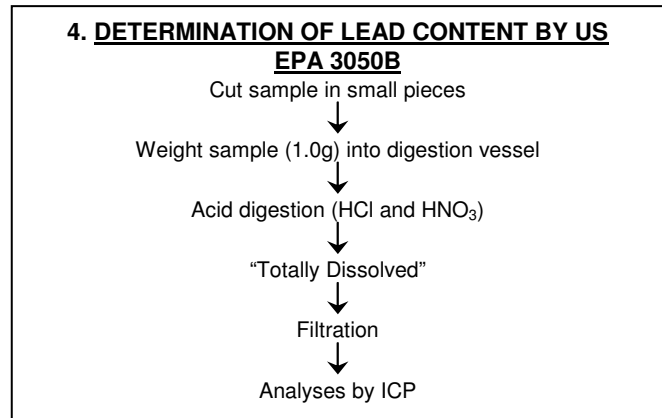 4. DETERMINATION OF LEAD CONTENT BY US
EPA 3050B
Cut sample in small pieces
Weight sample (1.0g) into digestion vessel
Acid digestion (HCl and HNO₃)
“Totally Dissolved”
Filtration
Analyses by ICP